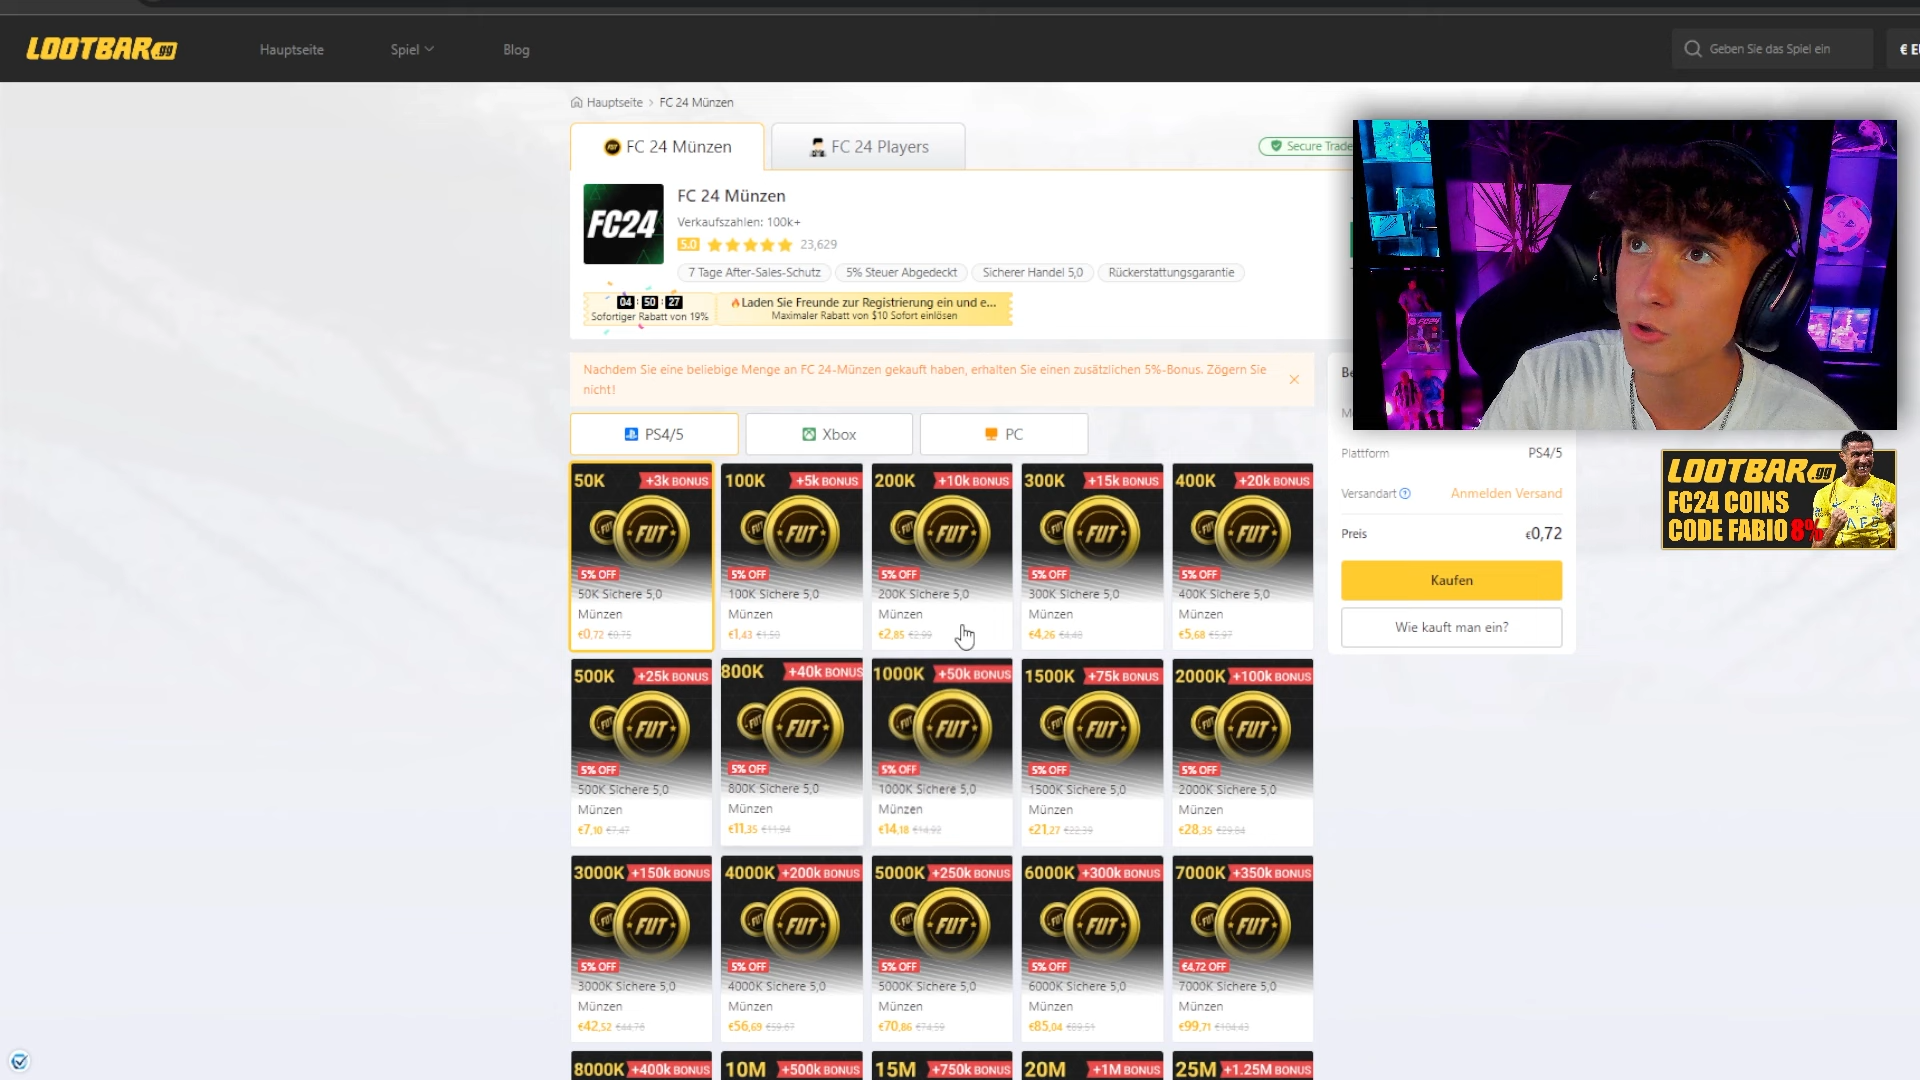 LOOTBAR.gg
Hauptseite
Spiel
Blog
Geben Sie das Spiel ein
Hauptseite > FC 24 Münzen
FC 24 Münzen
FC 24 Players
Secure Trade
FC24
FC 24 Münzen
Verkaufszahlen: 100k+
5.0
23,629
7 Tage After-Sales-Schutz
5% Steuer Abgedeckt
Sicherer Handel 5,0
Rückerstattungsgarantie
04 : 50 : 27
Sofortiger Rabatt von 19%
Laden Sie Freunde zur Registrierung ein und e...
Maximaler Rabatt von $10 Sofort einlösen
Nachdem Sie eine beliebige Menge an FC 24-Münzen gekauft haben, erhalten Sie einen zusätzlichen 5%-Bonus. Zögern Sie
nicht!
PS4/5
Xbox
PC
50K +3k BONUS
FUT
5% OFF
50K Sichere 5,0
Münzen
€0,72 €0,75
100K +5k BONUS
FUT
5% OFF
100K Sichere 5,0
Münzen
€1,43 €1,50
200K +10k BONUS
FUT
5% OFF
200K Sichere 5,0
Münzen
€2,85 €2,99
300K +15k BONUS
FUT
5% OFF
300K Sichere 5,0
Münzen
€4,26 €4,48
400K +20k BONUS
FUT
5% OFF
400K Sichere 5,0
Münzen
€5,68 €5,97
500K +25k BONUS
FUT
5% OFF
500K Sichere 5,0
Münzen
€7,10 €7,47
800K +40k BONUS
FUT
5% OFF
800K Sichere 5,0
Münzen
€11,35 €11,94
1000K +50k BONUS
FUT
5% OFF
1000K Sichere 5,0
Münzen
€14,18 €14,92
1500K +75k BONUS
FUT
5% OFF
1500K Sichere 5,0
Münzen
€21,27 €22,39
2000K +100k BONUS
FUT
5% OFF
2000K Sichere 5,0
Münzen
€28,35 €29,84
3000K +150k BONUS
FUT
5% OFF
3000K Sichere 5,0
Münzen
€42,52 €44,76
4000K +200k BONUS
FUT
5% OFF
4000K Sichere 5,0
Münzen
€56,69 €59,67
5000K +250k BONUS
FUT
5% OFF
5000K Sichere 5,0
Münzen
€70,86 €74,59
6000K +300k BONUS
FUT
5% OFF
6000K Sichere 5,0
Münzen
€85,04 €89,51
7000K +350k BONUS
FUT
€4,72 OFF
7000K Sichere 5,0
Münzen
€99,71 €104,43
8000K +400k BONUS
10M +500k BONUS
15M +750k BONUS
20M +1M BONUS
25M +1.25M BONUS
Plattform PS4/5
Versandart Anmelden Versand
Preis €0,72
Kaufen
Wie kauft man ein?
LOOTBAR.gg
FC24 COINS
CODE FABIO 8%